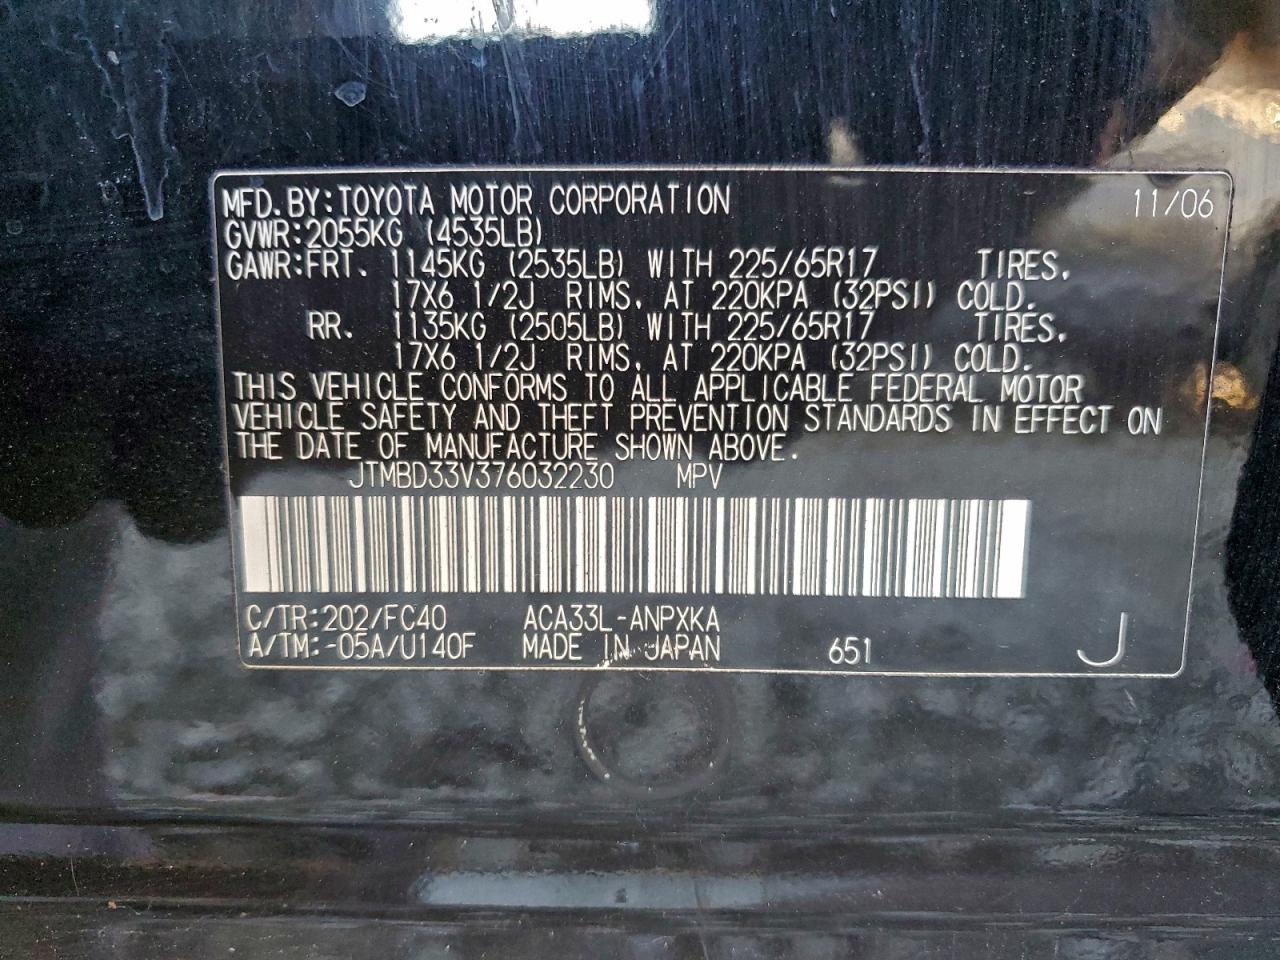 MFD. BY: TOYOTA MOTOR CORPORATION 11/06
GVWR: 2055KG (4535LB)
GAWR: FRT. 1145KG (2535LB) WITH 225/65R17 TIRES,
17X6 1/2J RIMS, AT 220KPA (32PSI) COLD.
RR. 1135KG (2505LB) WITH 225/65R17 TIRES,
17X6 1/2J RIMS, AT 220KPA (32PSI) COLD.
THIS VEHICLE CONFORMS TO ALL APPLICABLE FEDERAL MOTOR
VEHICLE SAFETY AND THEFT PREVENTION STANDARDS IN EFFECT ON
THE DATE OF MANUFACTURE SHOWN ABOVE.
JTMBD33V376032230 MPV
C/TR: 202/FC40 ACA33L-ANPXKA
A/TM: -05A/U140F MADE IN JAPAN 651 J